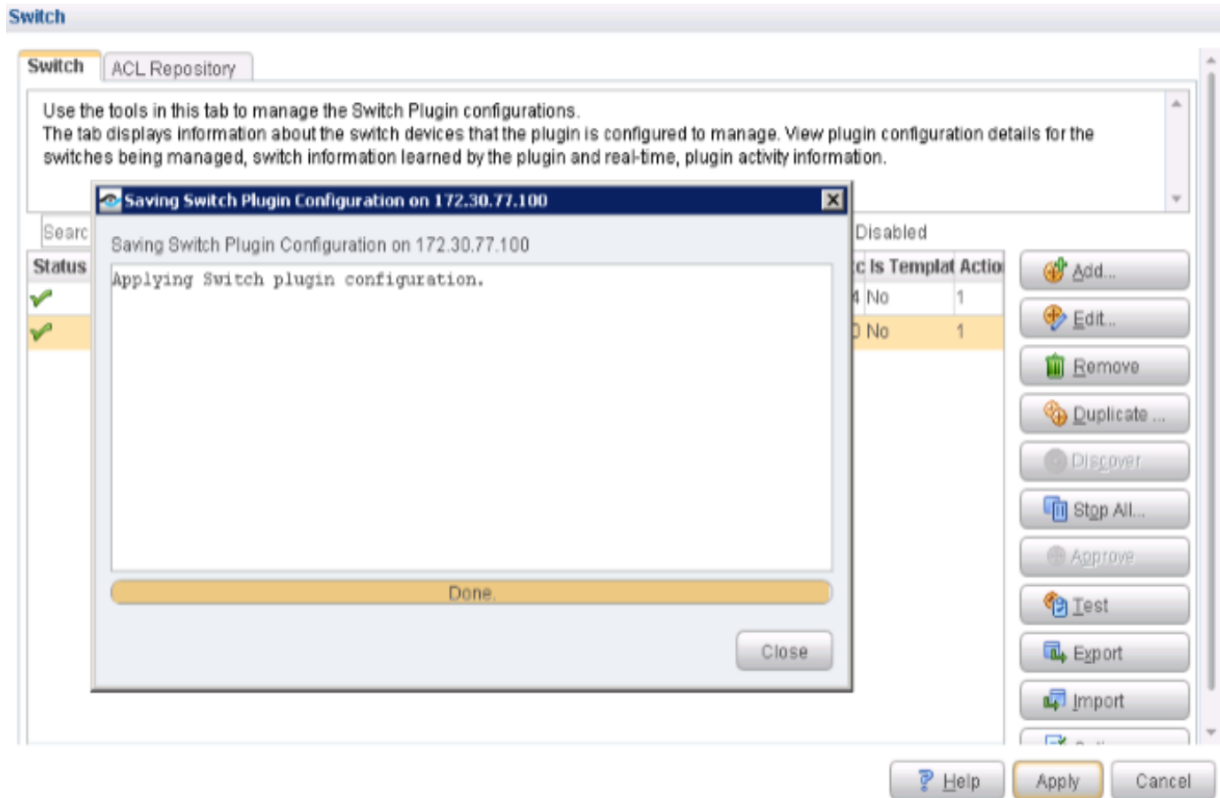 Switch
Switch ACL Repository
Use the tools in this tab to manage the Switch Plugin configurations.
The tab displays information about the switch devices that the plugin is configured to manage. View plugin configuration details for the
switches being managed, switch information learned by the plugin and real-time, plugin activity information.
Saving Switch Plugin Configuration on 172.30.77.100
Searc
Saving Switch Plugin Configuration on 172.30.77.100
Disabled
Status
Applying Switch plugin configuration.
c Is Templat Actio
4 No 1
0 No 1
Done.
Close
Add...
Edit...
Remove
Duplicate ...
Discover
Stop All...
Approve
Test
Export
Import
Help Apply Cancel